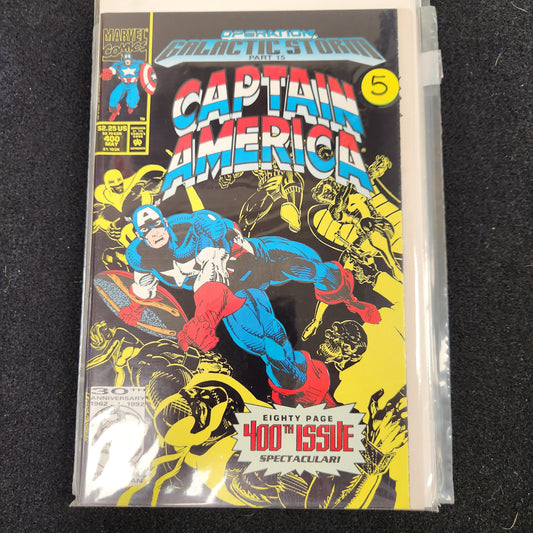 MARVEL
COMICS
OPERATION:
GALACTIC STORM
PART 15
5
CAPTAIN
AMERICA
$2.25 US
400
MAY
30TH
ANNIVERSARY
1962 - 1992
EIGHTY PAGE
400TH ISSUE
SPECTACULAR!